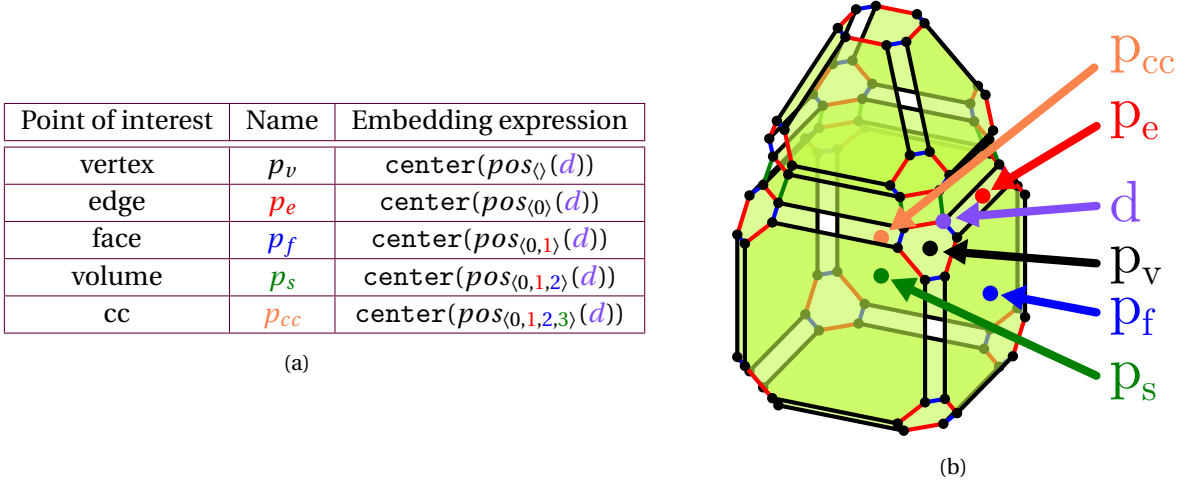 Point of interest Name Embedding expression
vertex p_v center(pos_⟨⟩(d))
edge p_e center(pos_⟨0⟩(d))
face p_f center(pos_⟨0,1⟩(d))
volume p_s center(pos_⟨0,1,2⟩(d))
cc p_cc center(pos_⟨0,1,2,3⟩(d))
(a)
p_cc
p_e
d
p_v
p_f
p_s
(b)